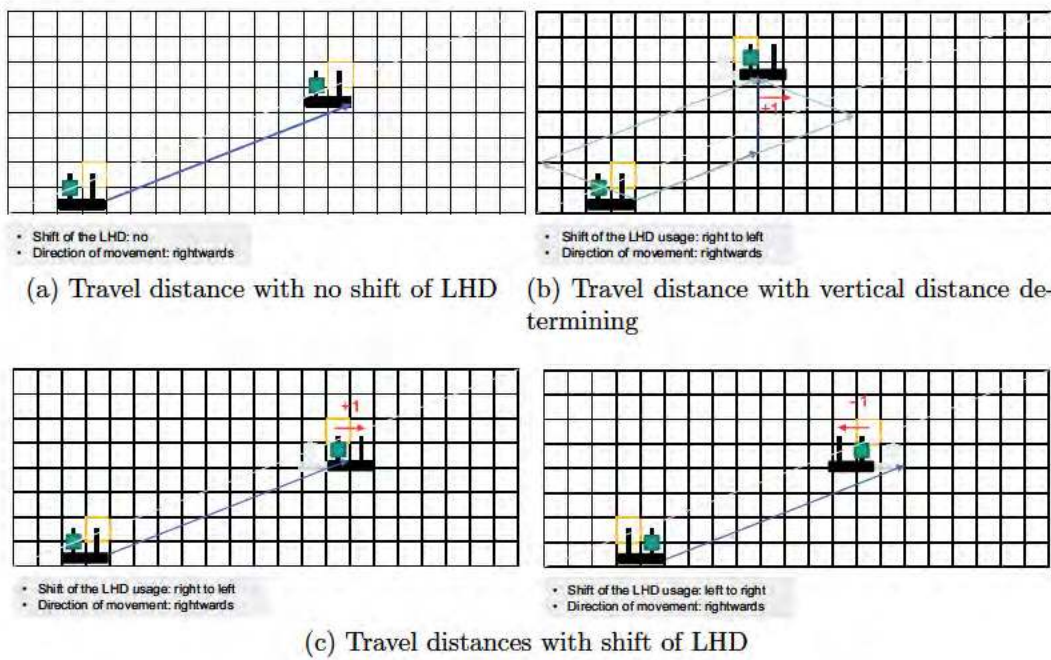 +1
• Shift of the LHD: no
• Direction of movement: rightwards
• Shift of the LHD usage: right to left
• Direction of movement: rightwards
(a) Travel distance with no shift of LHD
(b) Travel distance with vertical distance de-
termining
+1
-1
• Shift of the LHD usage: right to left
• Direction of movement: rightwards
• Shift of the LHD usage: left to right
• Direction of movement: rightwards
(c) Travel distances with shift of LHD